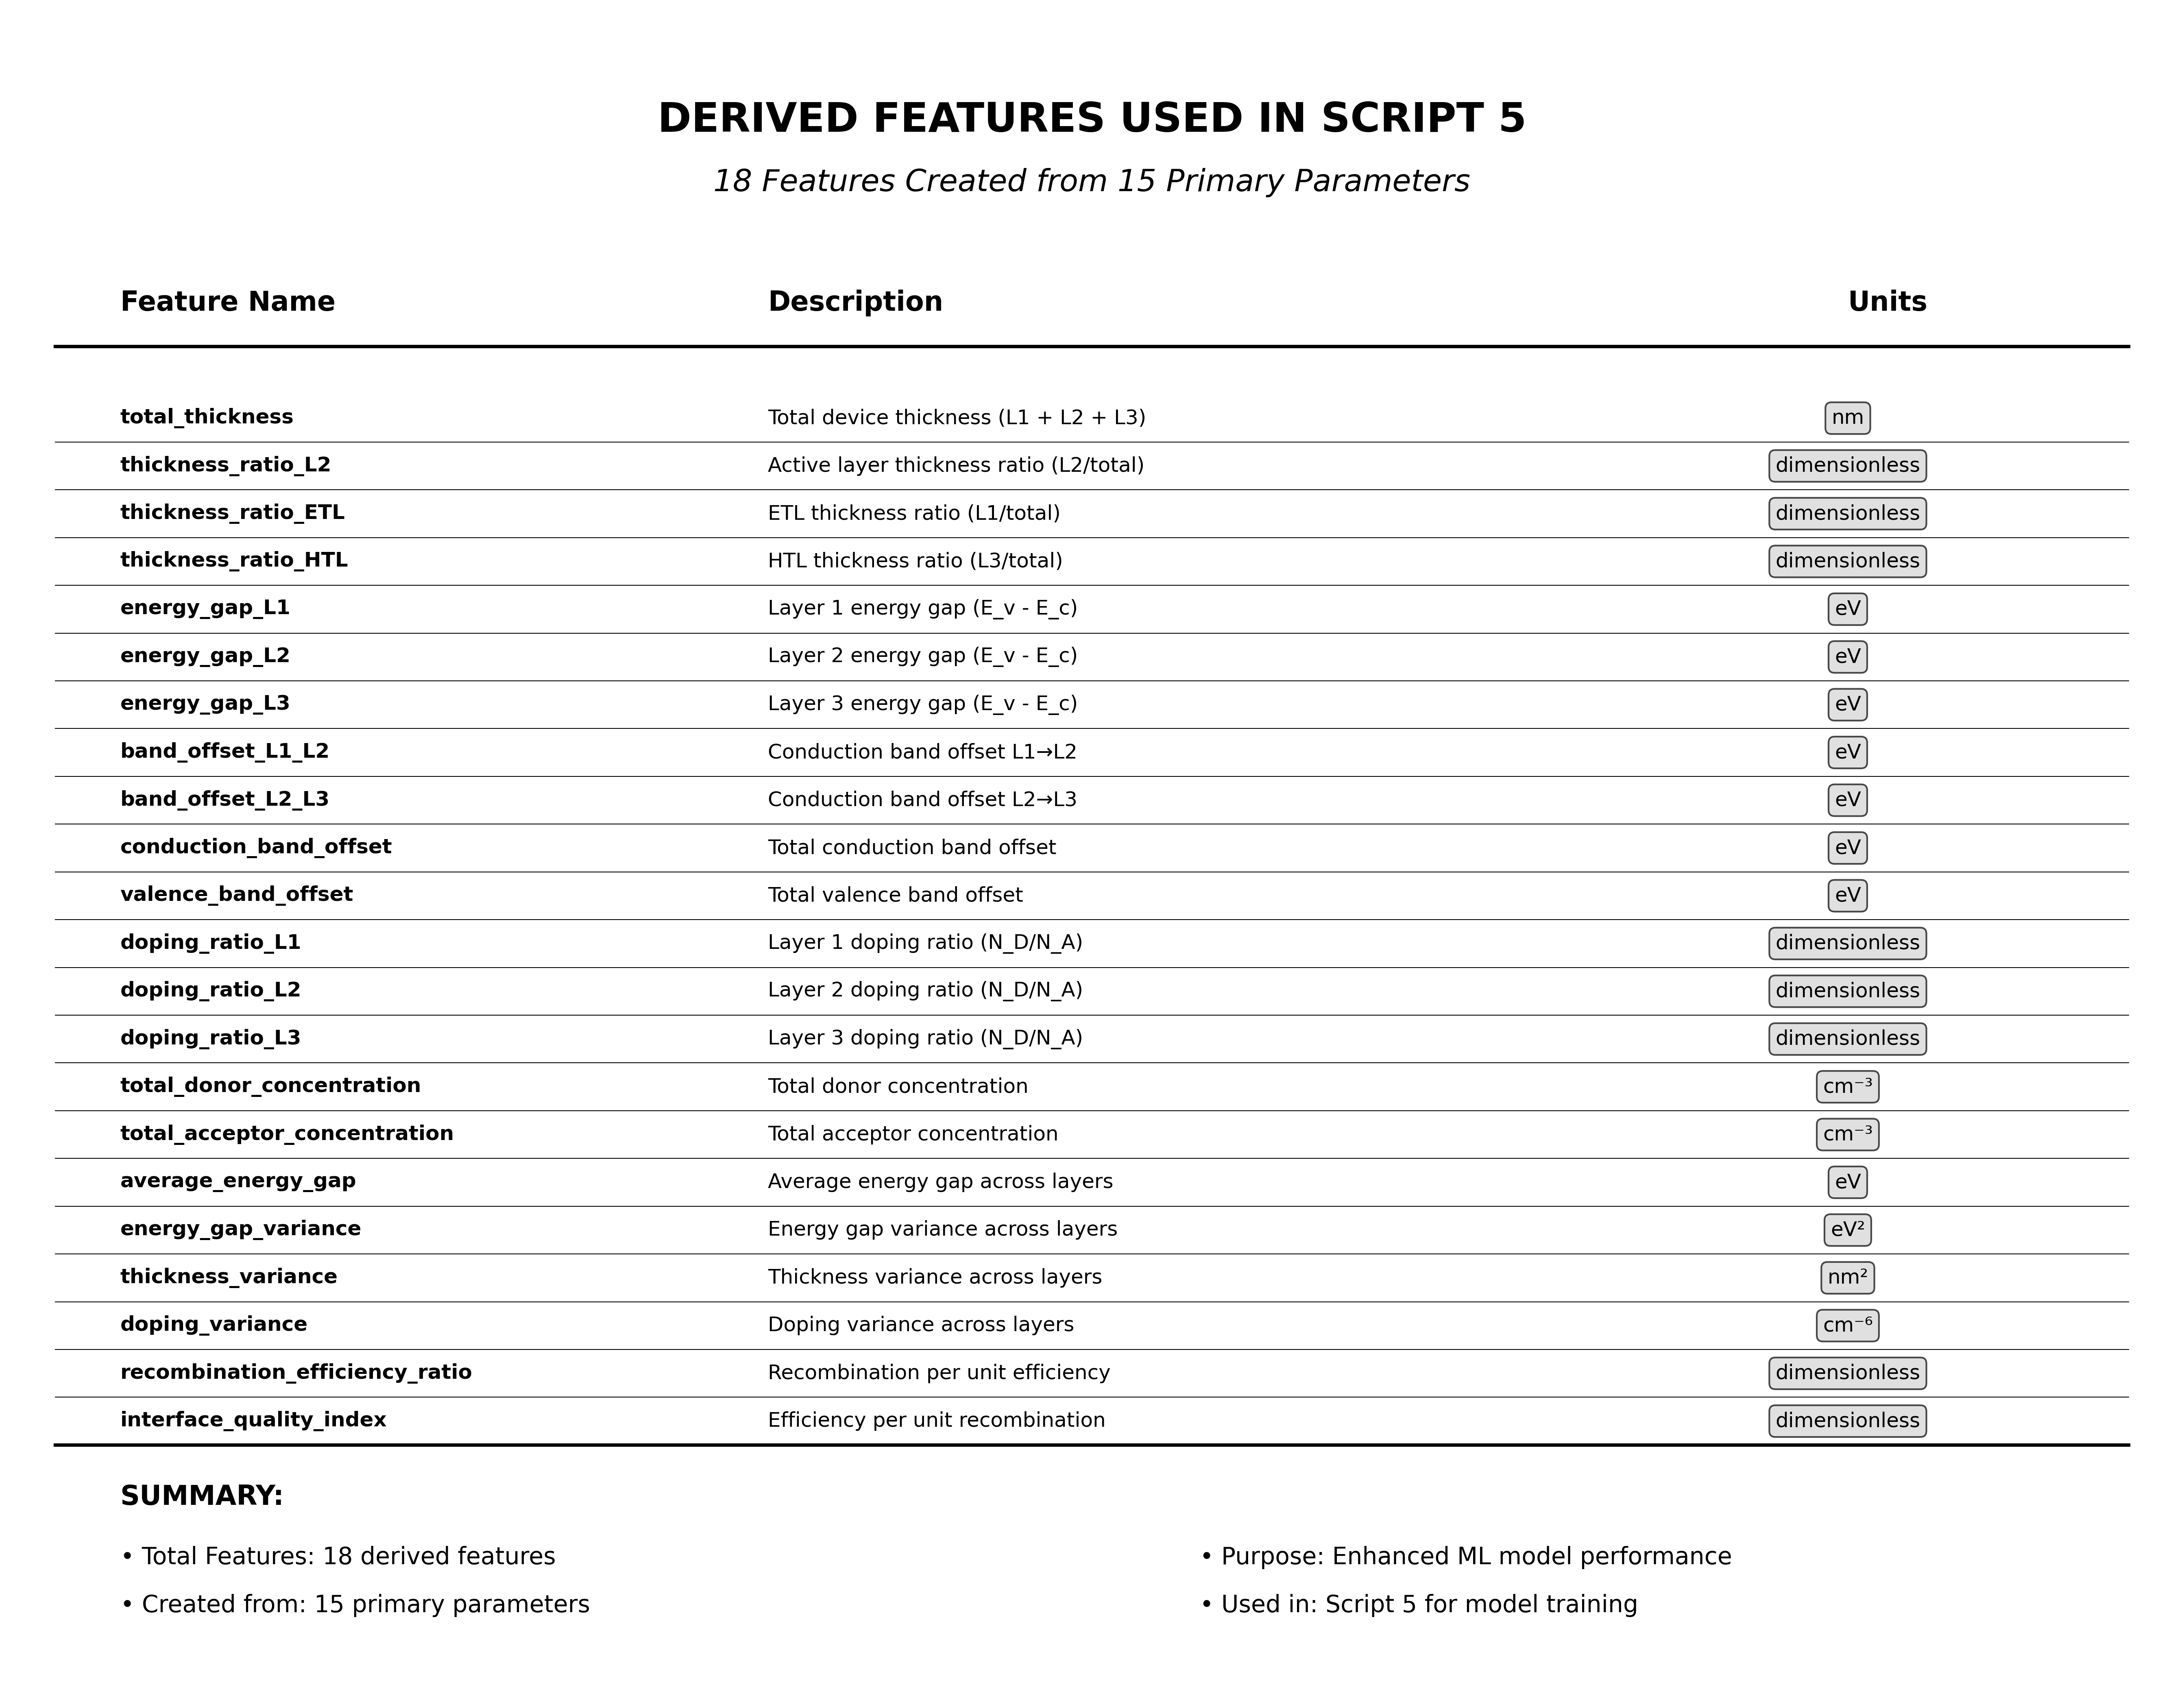 DERIVED FEATURES USED IN SCRIPT 5
18 Features Created from 15 Primary Parameters
Feature Name Description Units
total_thickness Total device thickness (L1 + L2 + L3) nm
thickness_ratio_L2 Active layer thickness ratio (L2/total) dimensionless
thickness_ratio_ETL ETL thickness ratio (L1/total) dimensionless
thickness_ratio_HTL HTL thickness ratio (L3/total) dimensionless
energy_gap_L1 Layer 1 energy gap (E_v - E_c) eV
energy_gap_L2 Layer 2 energy gap (E_v - E_c) eV
energy_gap_L3 Layer 3 energy gap (E_v - E_c) eV
band_offset_L1_L2 Conduction band offset L1→L2 eV
band_offset_L2_L3 Conduction band offset L2→L3 eV
conduction_band_offset Total conduction band offset eV
valence_band_offset Total valence band offset eV
doping_ratio_L1 Layer 1 doping ratio (N_D/N_A) dimensionless
doping_ratio_L2 Layer 2 doping ratio (N_D/N_A) dimensionless
doping_ratio_L3 Layer 3 doping ratio (N_D/N_A) dimensionless
total_donor_concentration Total donor concentration cm⁻³
total_acceptor_concentration Total acceptor concentration cm⁻³
average_energy_gap Average energy gap across layers eV
energy_gap_variance Energy gap variance across layers eV²
thickness_variance Thickness variance across layers nm²
doping_variance Doping variance across layers cm⁻⁶
recombination_efficiency_ratio Recombination per unit efficiency dimensionless
interface_quality_index Efficiency per unit recombination dimensionless
SUMMARY:
• Total Features: 18 derived features • Purpose: Enhanced ML model performance
• Created from: 15 primary parameters • Used in: Script 5 for model training